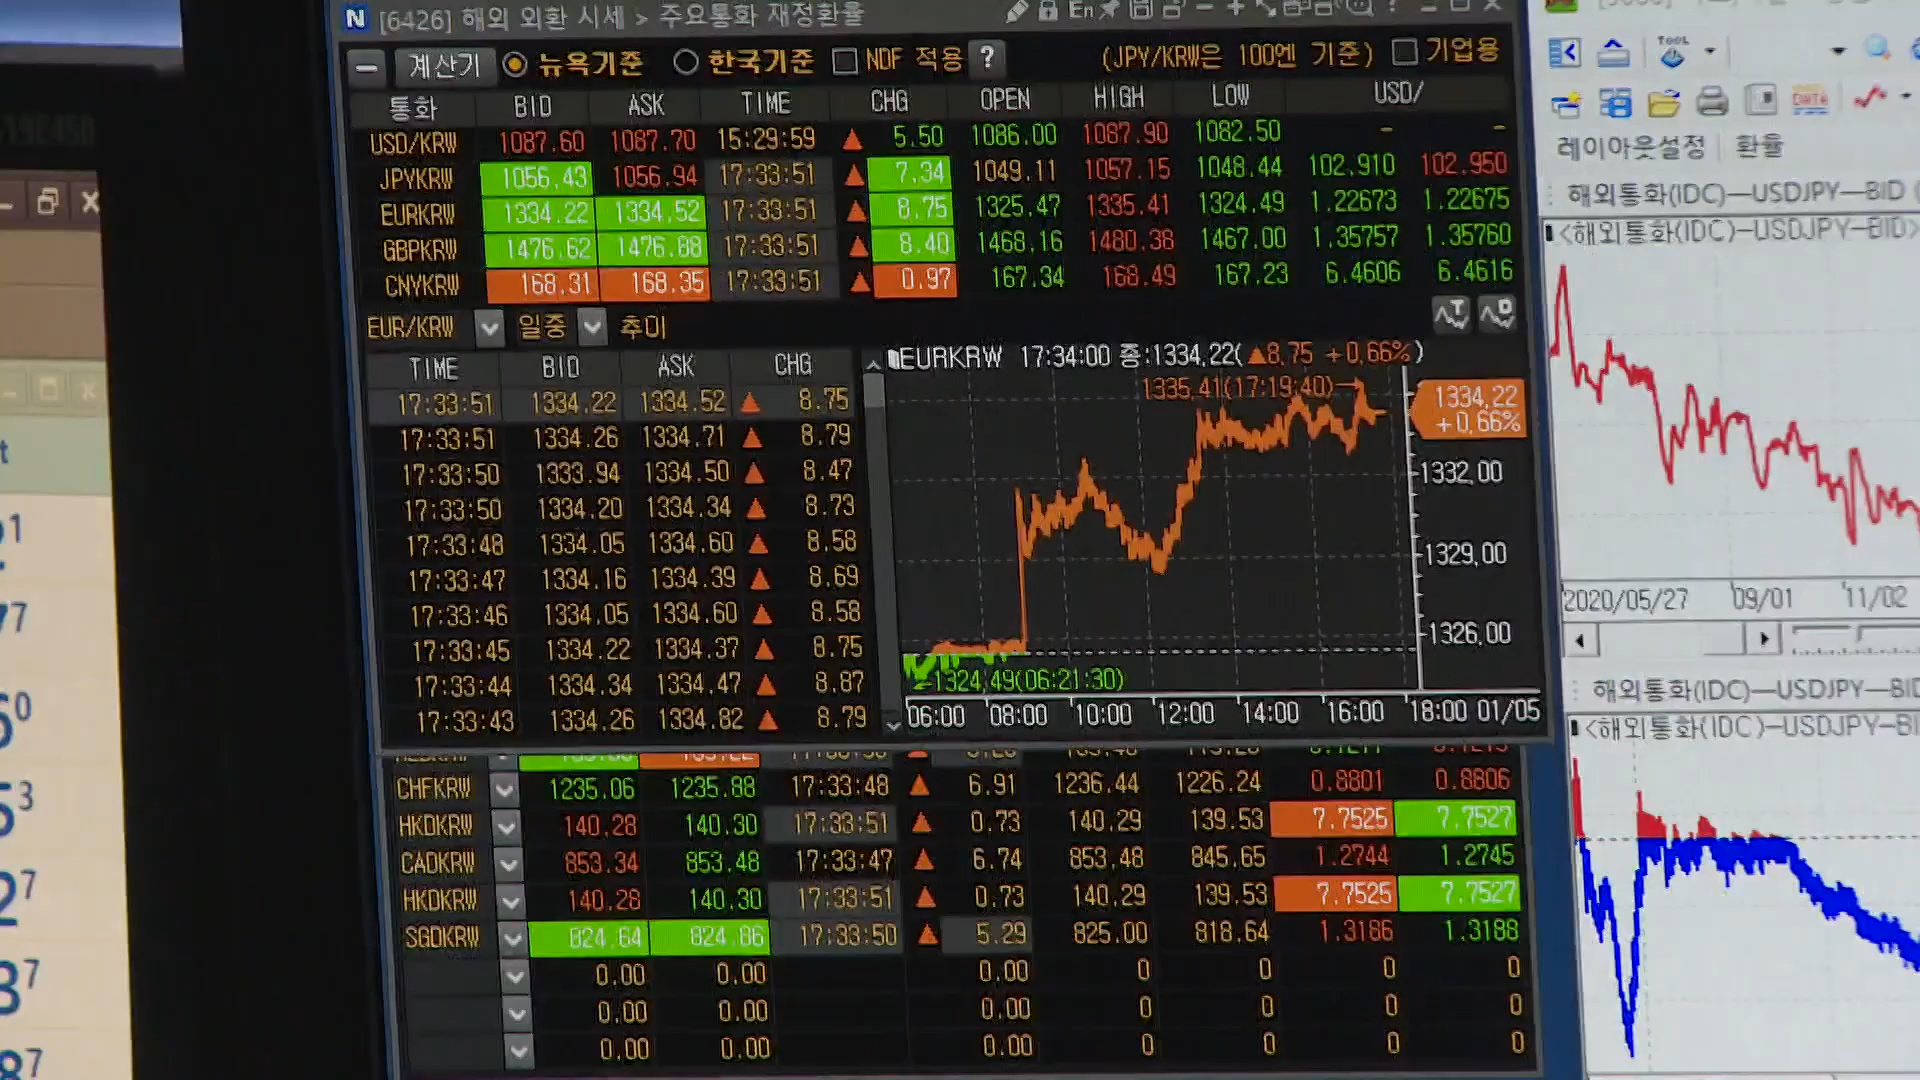 [6426] 해외 외환 시세 > 주요통화 재정환율
계산기 뉴욕기준 한국기준 NDF 적용 ? (JPY/KRW은 100엔 기준) 기업용
통화 BID ASK TIME CHG OPEN HIGH LOW USD/
USD/KRW 1087.60 1087.70 15:29:59 ▲ 5.50 1086.00 1087.90 1082.50 - -
JPYKRW 1056.43 1056.94 17:33:51 ▲ 7.34 1049.11 1057.15 1048.44 102.910 102.950
EURKRW 1334.22 1334.52 17:33:51 ▲ 8.75 1325.47 1335.41 1324.49 1.22673 1.22675
GBPKRW 1476.62 1476.88 17:33:51 ▲ 8.40 1468.16 1480.38 1467.00 1.35757 1.35760
CNYKRW 168.31 168.35 17:33:51 ▲ 0.97 167.34 168.49 167.23 6.4606 6.4616
EUR/KRW 일중 추이
TIME BID ASK CHG
17:33:51 1334.22 1334.52 ▲ 8.75
17:33:51 1334.26 1334.71 ▲ 8.79
17:33:50 1333.94 1334.50 ▲ 8.47
17:33:50 1334.20 1334.34 ▲ 8.73
17:33:48 1334.05 1334.60 ▲ 8.58
17:33:47 1334.16 1334.39 ▲ 8.69
17:33:46 1334.05 1334.60 ▲ 8.58
17:33:45 1334.22 1334.37 ▲ 8.75
17:33:44 1334.34 1334.47 ▲ 8.87
17:33:43 1334.26 1334.82 ▲ 8.79
EURKRW 17:34:00 종:1334.22(▲8.75 +0.66%)
1335.41(17:19:40)
1334.22
+0.66%
1332.00
1329.00
1326.00
1324.49(06:21:30)
06:00 08:00 10:00 12:00 14:00 16:00 18:00 01/05
CHFKRW 1235.06 1235.88 17:33:48 ▲ 6.91 1236.44 1226.24 0.8801 0.8806
HKDKRW 140.28 140.30 17:33:51 ▲ 0.73 140.29 139.53 7.7525 7.7527
CADKRW 853.34 853.48 17:33:47 ▲ 6.74 853.48 845.65 1.2744 1.2745
HKDKRW 140.28 140.30 17:33:51 ▲ 0.73 140.29 139.53 7.7525 7.7527
SGDKRW 824.64 824.86 17:33:50 ▲ 5.29 825.00 818.64 1.3186 1.3188
0.00 0.00 0.00 0 0 0 0
0.00 0.00 0.00 0 0 0 0
0.00 0.00 0.00 0 0 0 0
TOOL
DATA
레이아웃설정 환율
해외통화(IDC)-USDJPY-BID
<해외통화(IDC)-USDJPY-BID>
2020/05/27 09/01 11/02
해외통화(IDC)-USDJPY-BID
<해외통화(IDC)-USDJPY-BI